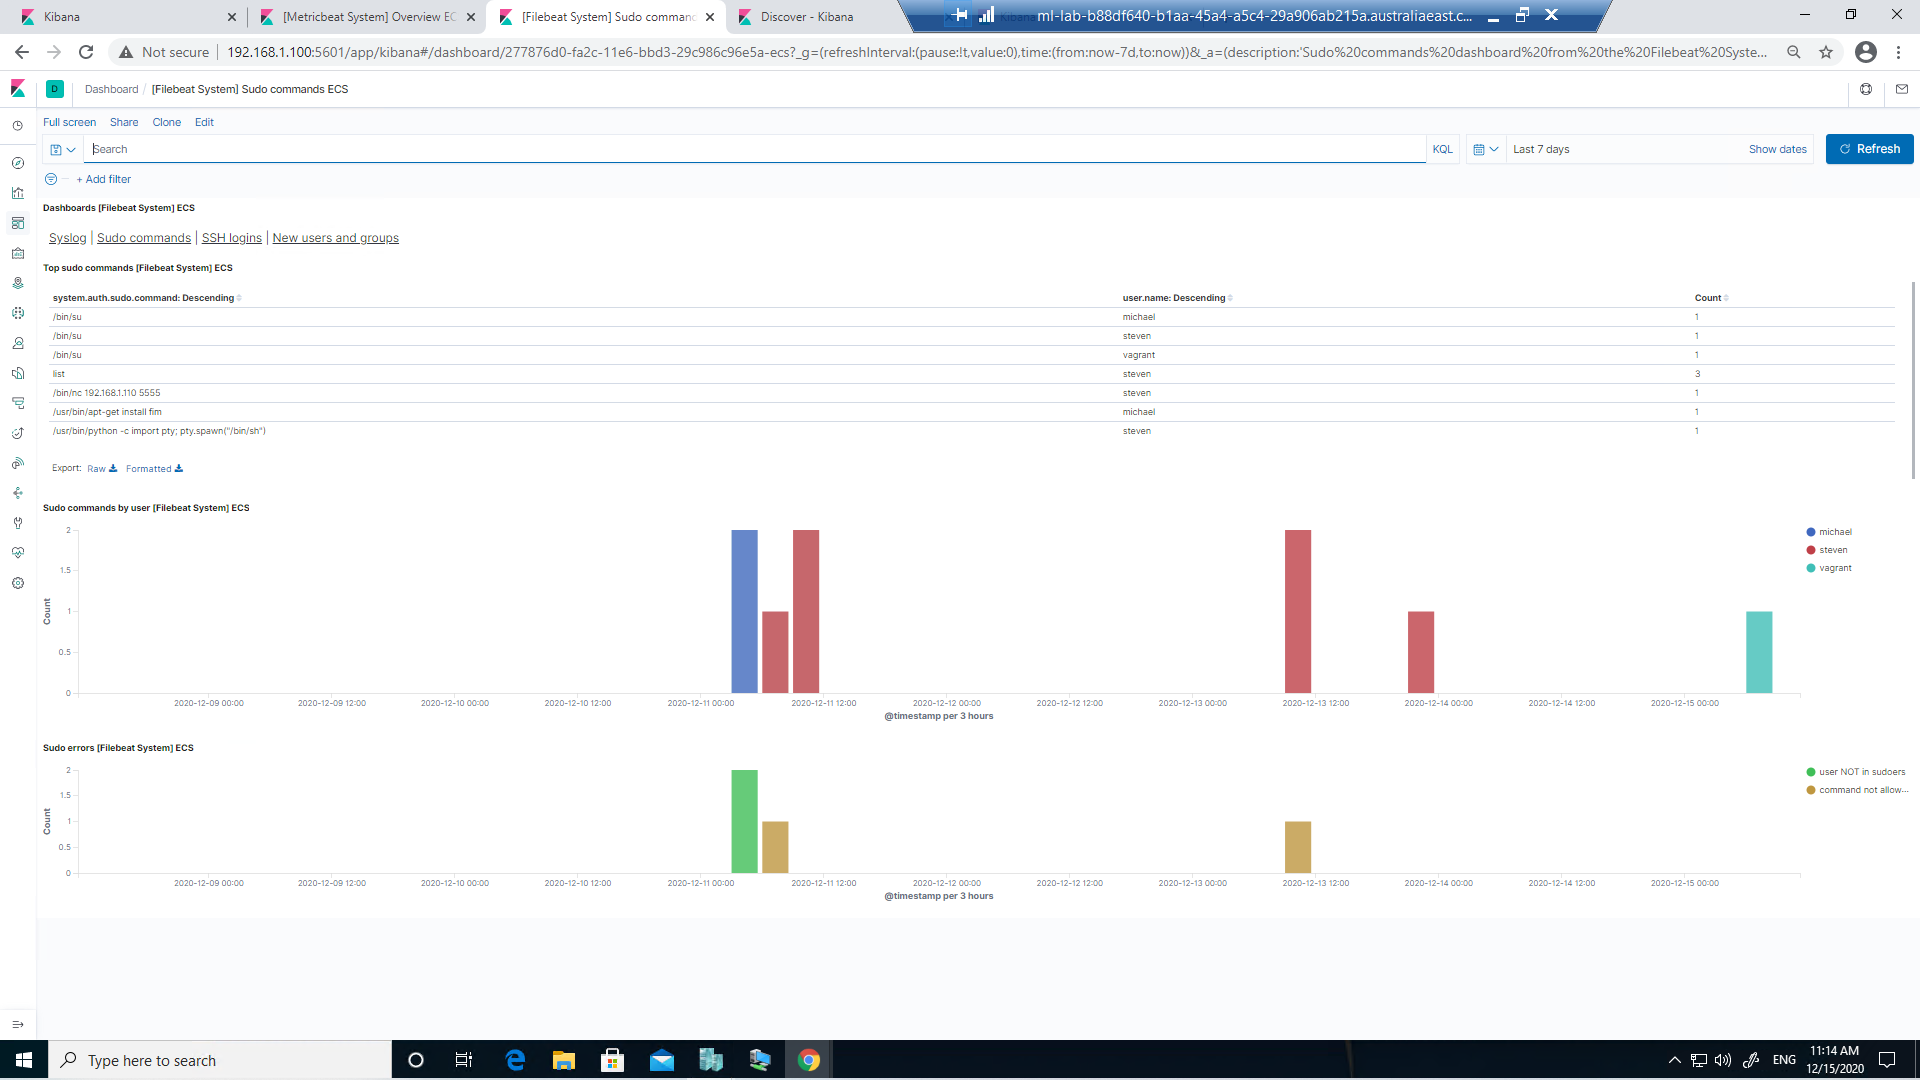 Kibana
[Metricbeat System] Overview EC
[Filebeat System] Sudo comman
Discover - Kibana
ml-lab-b88df640-b1aa-45a4-a5c4-29a906ab215a.australiaeast.c...
Not secure
192.168.1.100:5601/app/kibana#/dashboard/277876d0-fa2c-11e6-bbd3-29c986c96e5a-ecs?_g=(refreshInterval:(pause:!t,value:0),time:(from:now-7d,to:now))&_a=(description:'Sudo%20commands%20dashboard%20from%20the%20Filebeat%20Syste...
D
Dashboard / [Filebeat System] Sudo commands ECS
Full screen Share Clone Edit
Search
KQL
Last 7 days
Show dates
Refresh
+ Add filter
Dashboards [Filebeat System] ECS
Syslog | Sudo commands | SSH logins | New users and groups
Top sudo commands [Filebeat System] ECS
system.auth.sudo.command: Descending user.name: Descending Count
/bin/su michael 1
/bin/su steven 1
/bin/su vagrant 1
list steven 3
/bin/nc 192.168.1.110 5555 steven 1
/usr/bin/apt-get install fim michael 1
/usr/bin/python -c import pty; pty.spawn("/bin/sh") steven 1
Export: Raw Formatted
Sudo commands by user [Filebeat System] ECS
2
1.5
1
0.5
0
Count
2020-12-09 00:00 2020-12-09 12:00 2020-12-10 00:00 2020-12-10 12:00 2020-12-11 00:00 2020-12-11 12:00 2020-12-12 00:00 2020-12-12 12:00 2020-12-13 00:00 2020-12-13 12:00 2020-12-14 00:00 2020-12-14 12:00 2020-12-15 00:00
@timestamp per 3 hours
michael
steven
vagrant
Sudo errors [Filebeat System] ECS
2
1.5
1
0.5
0
Count
2020-12-09 00:00 2020-12-09 12:00 2020-12-10 00:00 2020-12-10 12:00 2020-12-11 00:00 2020-12-11 12:00 2020-12-12 00:00 2020-12-12 12:00 2020-12-13 00:00 2020-12-13 12:00 2020-12-14 00:00 2020-12-14 12:00 2020-12-15 00:00
@timestamp per 3 hours
user NOT in sudoers
command not allow...
Type here to search
ENG
11:14 AM
12/15/2020